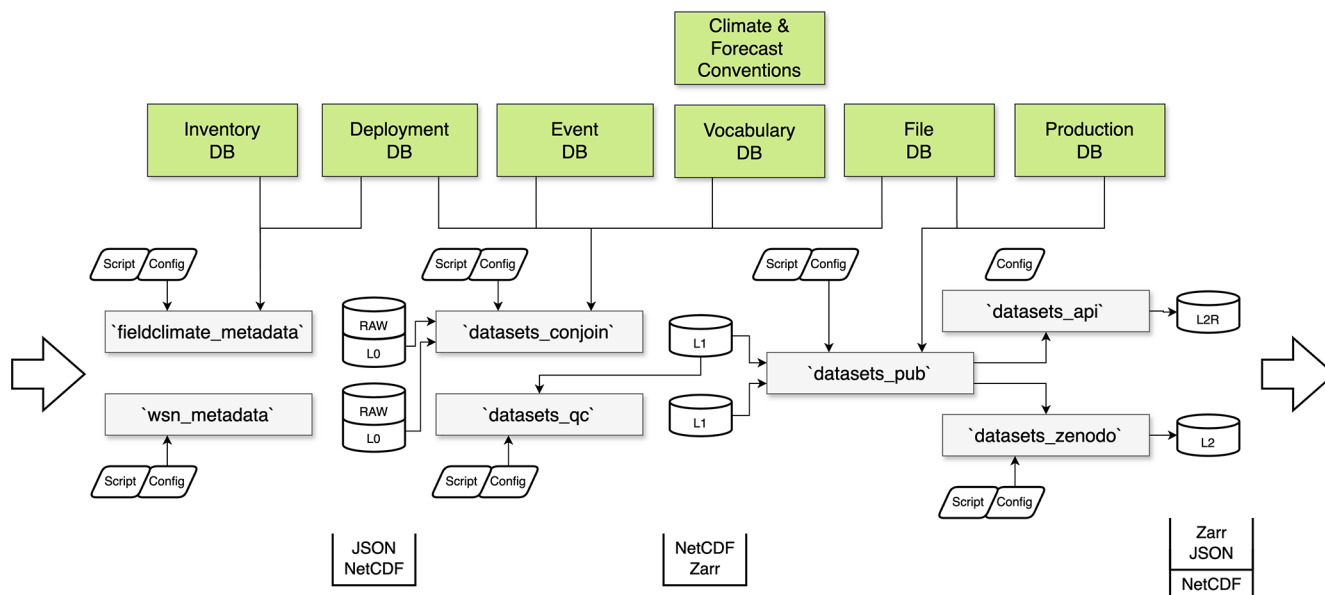 Climate &
Forecast
Conventions
Inventory
DB
Deployment
DB
Event
DB
Vocabulary
DB
File
DB
Production
DB
Script
Config
Script
Config
Script
Config
Config
`fieldclimate_metadata`
RAW
L0
`datasets_conjoin`
L1
`datasets_api`
L2R
`datasets_pub`
`wsn_metadata`
RAW
L0
`datasets_qc`
L1
`datasets_zenodo`
L2
Script
Config
Script
Config
Script
Config
JSON
NetCDF
NetCDF
Zarr
Zarr
JSON
NetCDF